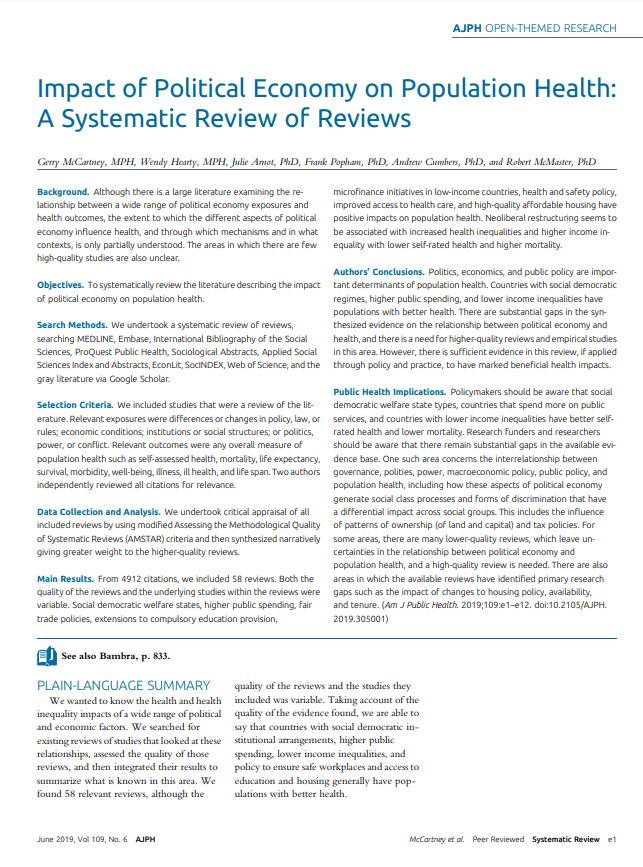 AJPH OPEN-THEMED RESEARCH
Impact of Political Economy on Population Health:
A Systematic Review of Reviews
Gerry McCartney, MPH, Wendy Hearty, MPH, Julie Arnot, PhD, Frank Popham, PhD, Andrew Cumbers, PhD, and Robert McMaster, PhD
Background. Although there is a large literature examining the re-
lationship between a wide range of political economy exposures and
health outcomes, the extent to which the different aspects of political
economy influence health, and through which mechanisms and in what
contexts, is only partially understood. The areas in which there are few
high-quality studies are also unclear.
Objectives. To systematically review the literature describing the impact
of political economy on population health.
Search Methods. We undertook a systematic review of reviews,
searching MEDLINE, Embase, International Bibliography of the Social
Sciences, ProQuest Public Health, Sociological Abstracts, Applied Social
Sciences Index and Abstracts, EconLit, SocINDEX, Web of Science, and the
gray literature via Google Scholar.
Selection Criteria. We included studies that were a review of the lit-
erature. Relevant exposures were differences or changes in policy, law, or
rules; economic conditions; institutions or social structures; or politics,
power, or conflict. Relevant outcomes were any overall measure of
population health such as self-assessed health, mortality, life expectancy,
survival, morbidity, well-being, illness, ill health, and life span. Two authors
independently reviewed all citations for relevance.
Data Collection and Analysis. We undertook critical appraisal of all
included reviews by using modified Assessing the Methodological Quality
of Systematic Reviews (AMSTAR) criteria and then synthesized narratively
giving greater weight to the higher-quality reviews.
Main Results. From 4912 citations, we included 58 reviews. Both the
quality of the reviews and the underlying studies within the reviews were
variable. Social democratic welfare states, higher public spending, fair
trade policies, extensions to compulsory education provision,
microfinance initiatives in low-income countries, health and safety policy,
improved access to health care, and high-quality affordable housing have
positive impacts on population health. Neoliberal restructuring seems to
be associated with increased health inequalities and higher income in-
equality with lower self-rated health and higher mortality.
Authors' Conclusions. Politics, economics, and public policy are impor-
tant determinants of population health. Countries with social democratic
regimes, higher public spending, and lower income inequalities have
populations with better health. There are substantial gaps in the syn-
thesized evidence on the relationship between political economy and
health, and there is a need for higher-quality reviews and empirical studies
in this area. However, there is sufficient evidence in this review, if applied
through policy and practice, to have marked beneficial health impacts.
Public Health Implications. Policymakers should be aware that social
democratic welfare state types, countries that spend more on public
services, and countries with lower income inequalities have better self-
rated health and lower mortality. Research funders and researchers
should be aware that there remain substantial gaps in the available evi-
dence base. One such area concerns the interrelationship between
governance, polities, power, macroeconomic policy, public policy, and
population health, including how these aspects of political economy
generate social class processes and forms of discrimination that have
a differential impact across social groups. This includes the influence
of patterns of ownership (of land and capital) and tax policies. For
some areas, there are many lower-quality reviews, which leave un-
certainties in the relationship between political economy and
population health, and a high-quality review is needed. There are also
areas in which the available reviews have identified primary research
gaps such as the impact of changes to housing policy, availability,
and tenure. (Am J Public Health. 2019;109:e1–e12. doi:10.2105/AJPH.
2019.305001)
See also Bambra, p. 833.
PLAIN-LANGUAGE SUMMARY
We wanted to know the health and health
inequality impacts of a wide range of political
and economic factors. We searched for
existing reviews of studies that looked at these
relationships, assessed the quality of those
reviews, and then integrated their results to
summarize what is known in this area. We
found 58 relevant reviews, although the
quality of the reviews and the studies they
included was variable. Taking account of the
quality of the evidence found, we are able to
say that countries with social democratic in-
stitutional arrangements, higher public
spending, lower income inequalities, and
policy to ensure safe workplaces and access to
education and housing generally have pop-
ulations with better health.
June 2019, Vol 109, No. 6 AJPH
McCartney et al. Peer Reviewed Systematic Review e1